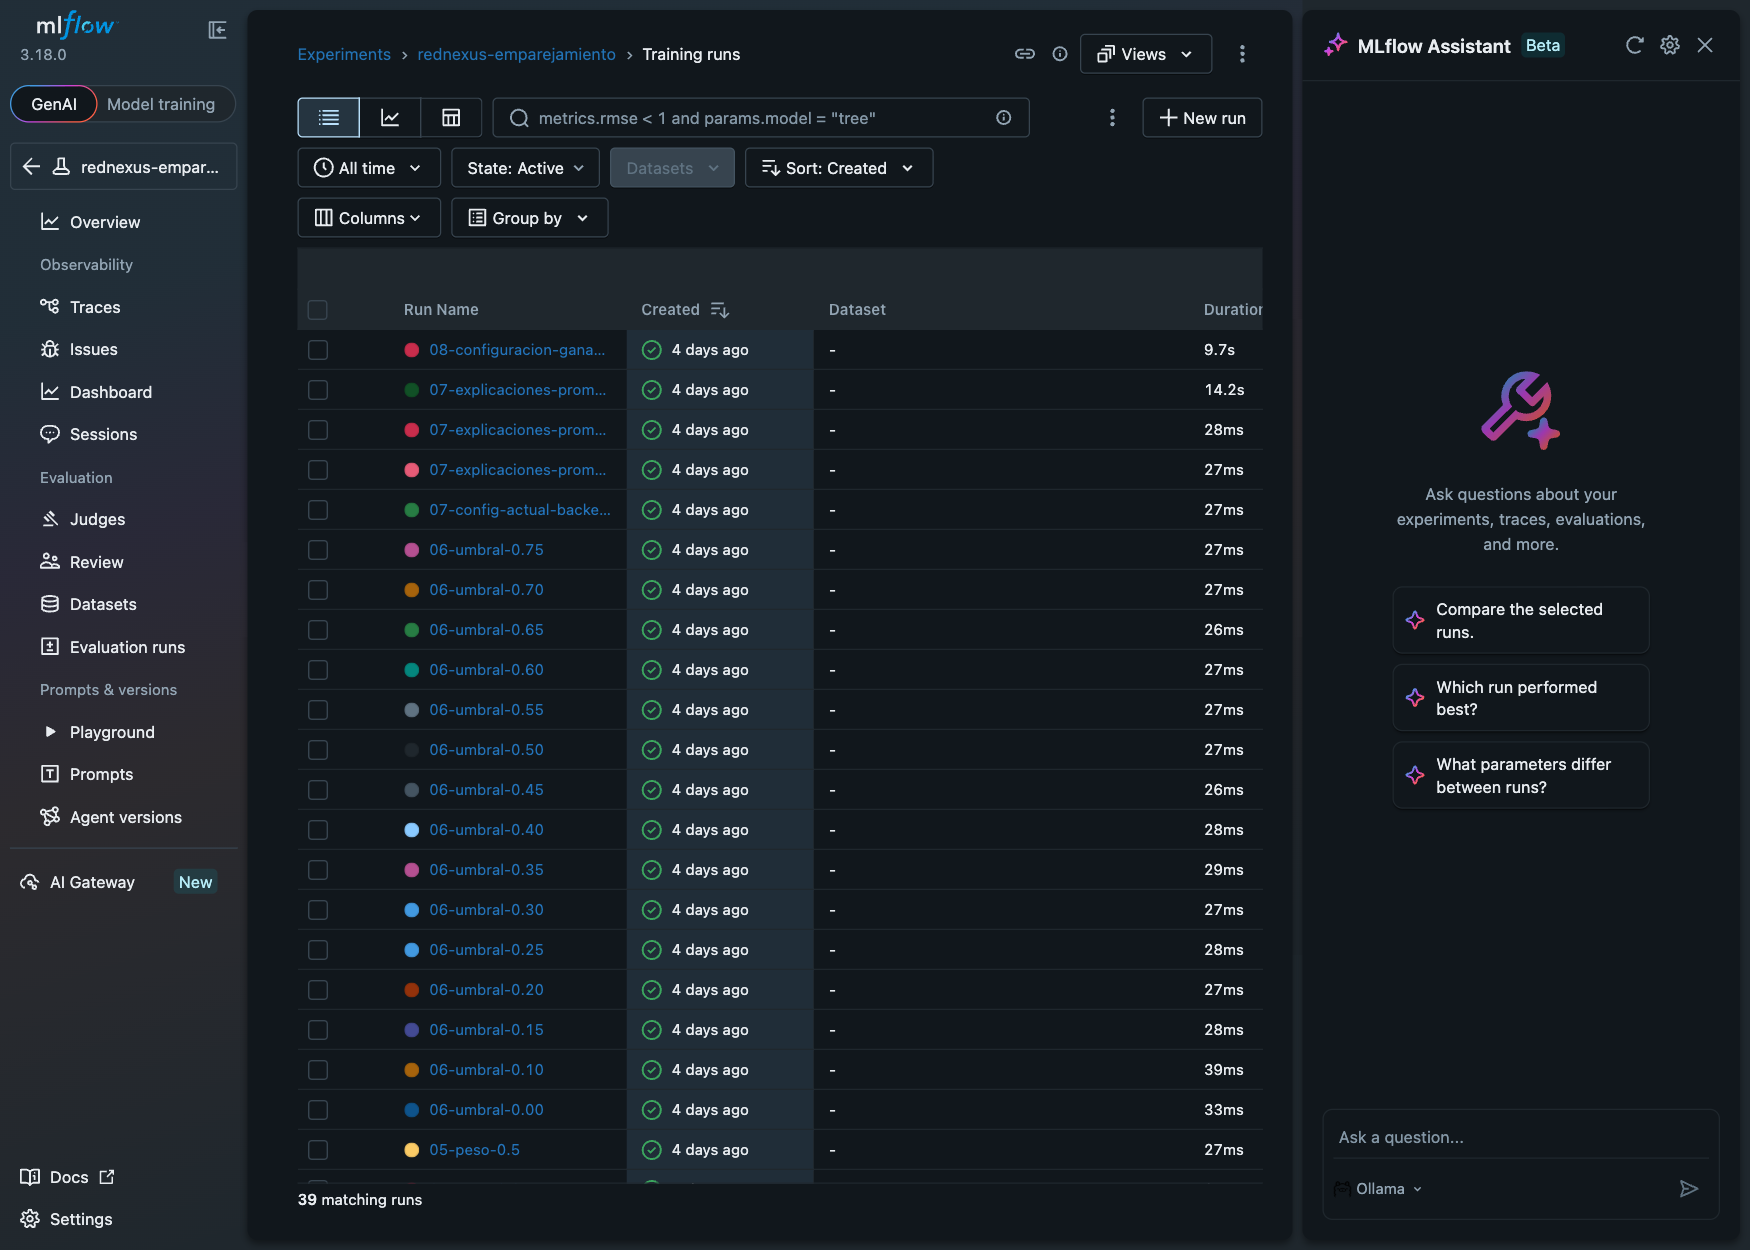 mlflow
3.18.0
GenAI
Model training
rednexus-empar...
Overview
Observability
Traces
Issues
Dashboard
Sessions
Evaluation
Judges
Review
Datasets
Evaluation runs
Prompts & versions
Playground
Prompts
Agent versions
AI Gateway New
Docs
Settings
Experiments > rednexus-emparejamiento > Training runs
Views
metrics.rmse < 1 and params.model = "tree"
New run
All time
State: Active
Datasets
Sort: Created
Columns
Group by
Run Name Created Dataset Duration
08-configuracion-gana... 4 days ago - 9.7s
07-explicaciones-prom... 4 days ago - 14.2s
07-explicaciones-prom... 4 days ago - 28ms
07-explicaciones-prom... 4 days ago - 27ms
07-config-actual-backe... 4 days ago - 27ms
06-umbral-0.75 4 days ago - 27ms
06-umbral-0.70 4 days ago - 27ms
06-umbral-0.65 4 days ago - 26ms
06-umbral-0.60 4 days ago - 27ms
06-umbral-0.55 4 days ago - 27ms
06-umbral-0.50 4 days ago - 27ms
06-umbral-0.45 4 days ago - 26ms
06-umbral-0.40 4 days ago - 28ms
06-umbral-0.35 4 days ago - 29ms
06-umbral-0.30 4 days ago - 27ms
06-umbral-0.25 4 days ago - 28ms
06-umbral-0.20 4 days ago - 27ms
06-umbral-0.15 4 days ago - 28ms
06-umbral-0.10 4 days ago - 39ms
06-umbral-0.00 4 days ago - 33ms
05-peso-0.5 4 days ago - 27ms
39 matching runs
MLflow Assistant Beta
Ask questions about your
experiments, traces, evaluations,
and more.
Compare the selected
runs.
Which run performed
best?
What parameters differ
between runs?
Ask a question...
Ollama